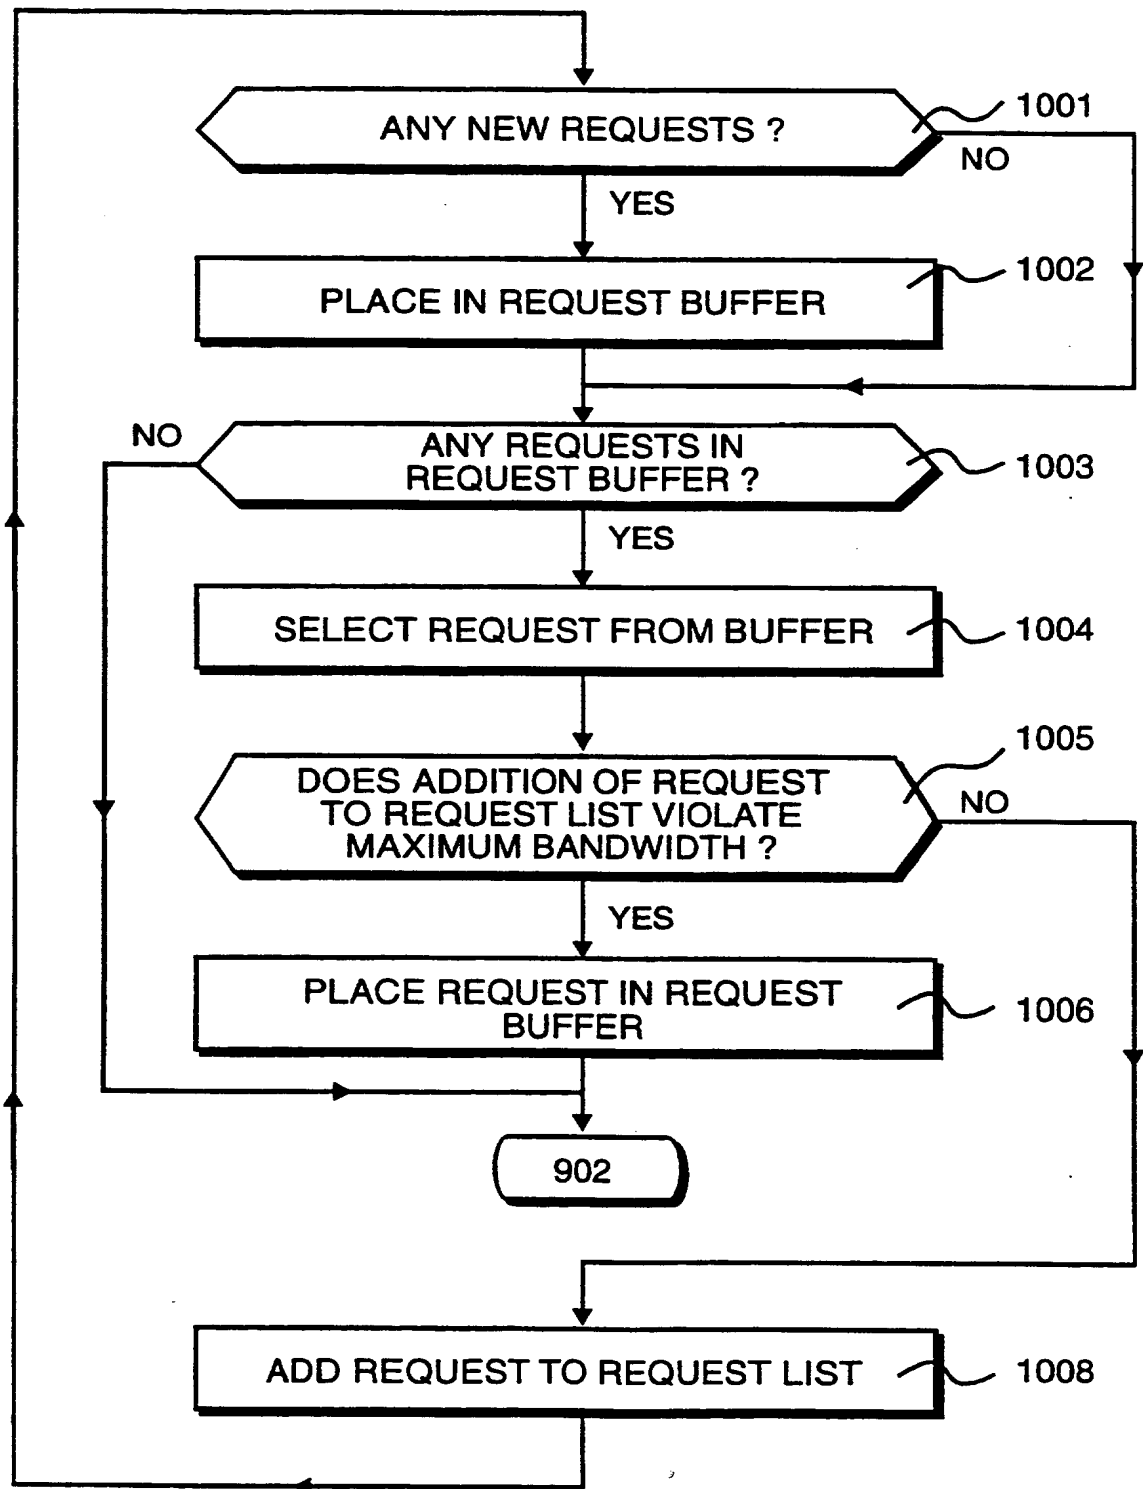 ANY NEW REQUESTS ?
1001
NO
YES
PLACE IN REQUEST BUFFER
1002
NO
ANY REQUESTS IN
REQUEST BUFFER ?
1003
YES
SELECT REQUEST FROM BUFFER
1004
DOES ADDITION OF REQUEST
TO REQUEST LIST VIOLATE
MAXIMUM BANDWIDTH ?
1005
NO
YES
PLACE REQUEST IN REQUEST
BUFFER
1006
902
ADD REQUEST TO REQUEST LIST
1008